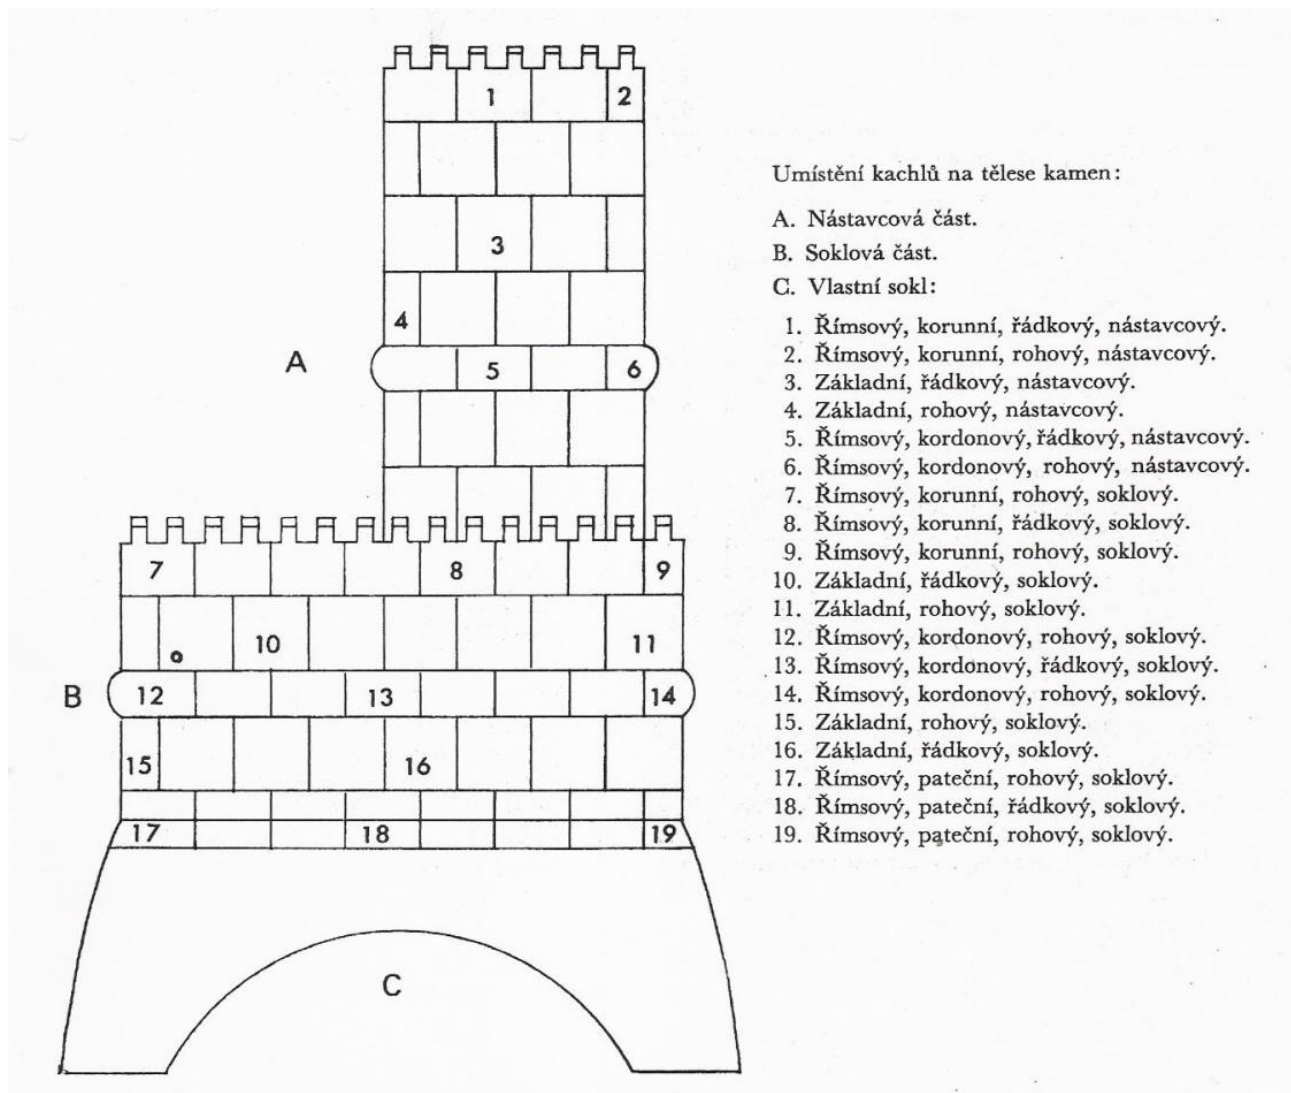 1
2
3
4
A
5
6
7
8
9
10
11
B
12
13
14
15
16
17
18
19
C
Umístění kachlů na tělese kamen:
A. Nástavcová část.
B. Soklová část.
C. Vlastní sokl:
1. Římsový, korunní, řádkový, nástavcový.
2. Římsový, korunní, rohový, nástavcový.
3. Základní, řádkový, nástavcový.
4. Základní, rohový, nástavcový.
5. Římsový, kordonový, řádkový, nástavcový.
6. Římsový, kordonový, rohový, nástavcový.
7. Římsový, korunní, rohový, soklový.
8. Římsový, korunní, řádkový, soklový.
9. Římsový, korunní, rohový, soklový.
10. Základní, řádkový, soklový.
11. Základní, rohový, soklový.
12. Římsový, kordonový, rohový, soklový.
13. Římsový, kordonový, řádkový, soklový.
14. Římsový, kordonový, rohový, soklový.
15. Základní, rohový, soklový.
16. Základní, řádkový, soklový.
17. Římsový, pateční, rohový, soklový.
18. Římsový, pateční, řádkový, soklový.
19. Římsový, pateční, rohový, soklový.